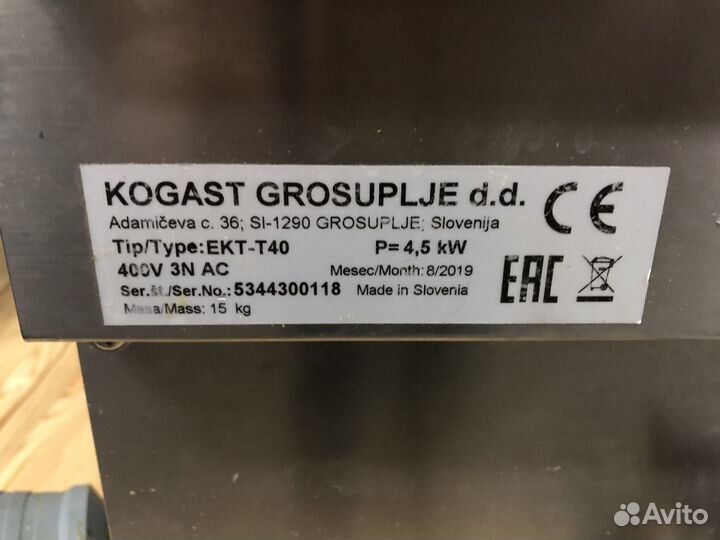 KOGAST GROSUPLJE d.d.
Adamičeva c. 36; SI-1290 GROSUPLJE; Slovenija
Tip/Type:EKT-T40 P= 4,5 kW
400V 3N AC Mesec/Month: 8/2019
Ser.št./Ser.No.: 5344300118 Made in Slovenia
Masa/Mass: 15 kg
CE
EAC
Avito